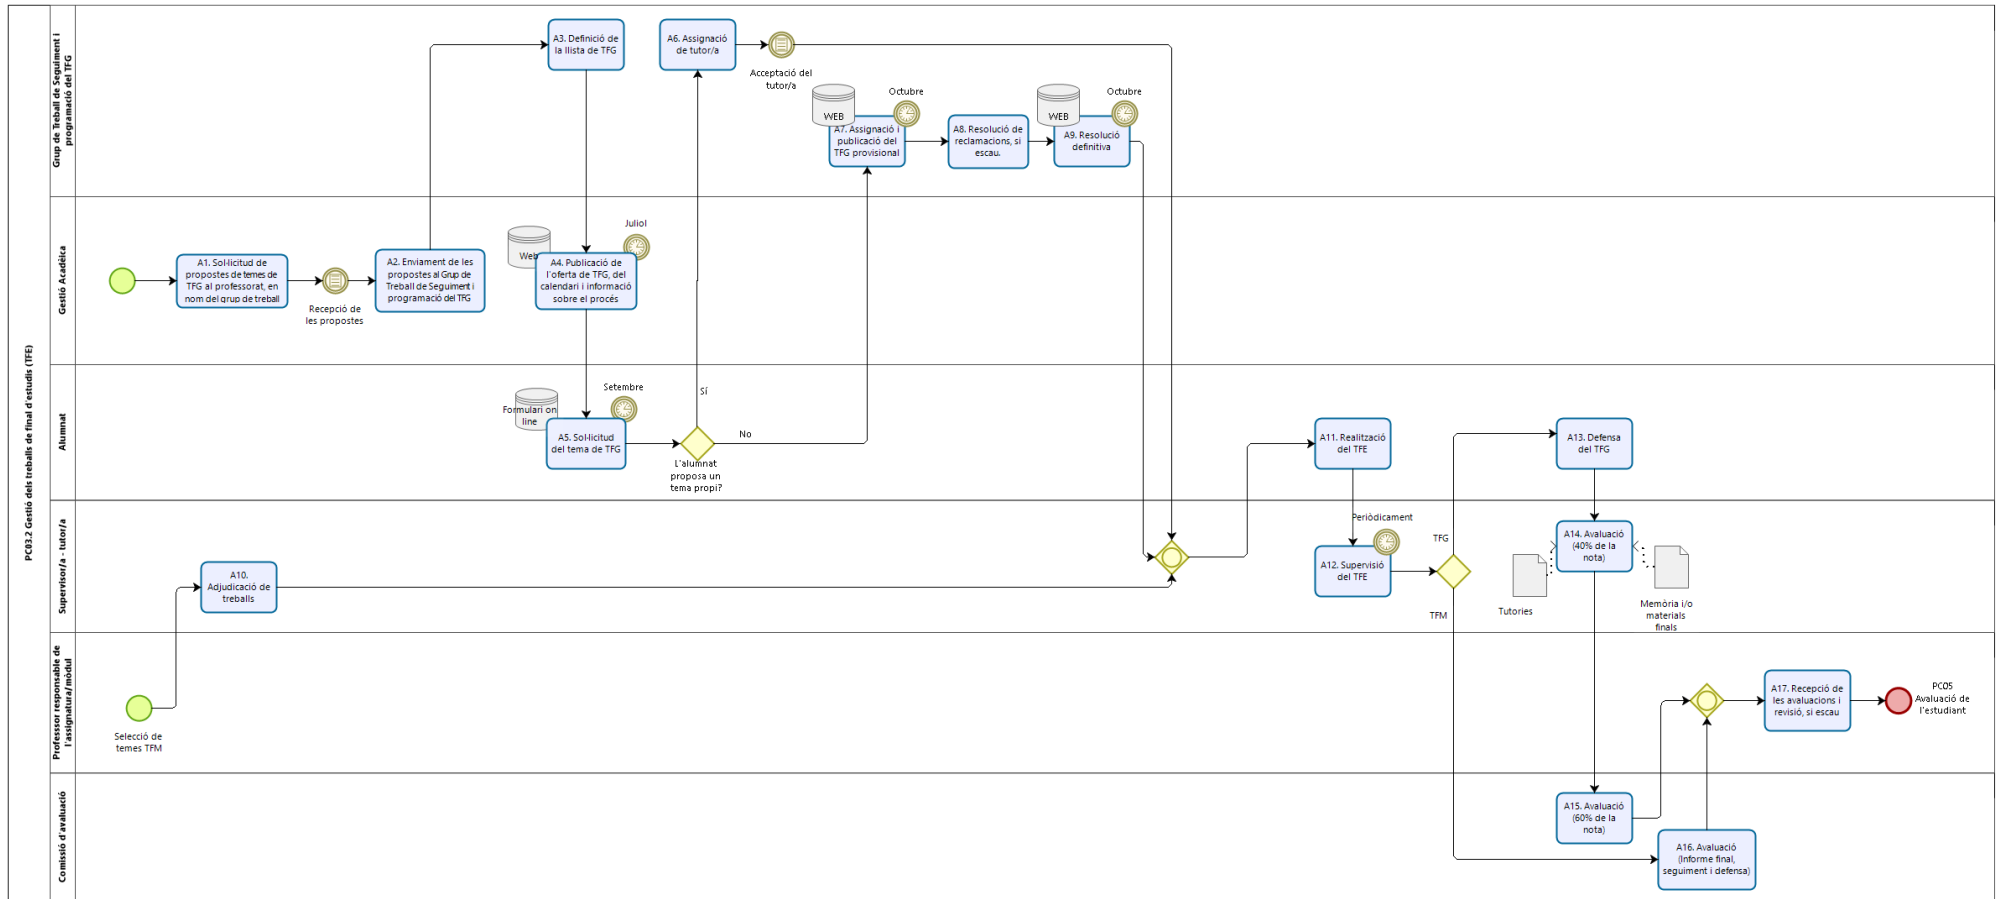 PC03.2 Gestió dels treballs de final d'estudis (TFE)
Grup de Treball de Seguiment i
programació del TFG
A3. Definició de
la llista de TFG
A6. Assignació
de tutor/a
Acceptació del
tutor/a
WEB
Octubre
A7. Assignació i
publicació del
TFG provisional
A8. Resolució de
reclamacions, si
escau.
WEB
Octubre
A9. Resolució
definitiva
Gestió Acadèica
A1. Sol·licitud de
propostes de temes de
TFG al professorat, en
nom del grup de treball
Recepció de
les propostes
A2. Enviament de les
propostes al Grup de
Treball de Seguiment i
programació del TFG
Web
Juliol
A4. Publicació de
l'oferta de TFG, del
calendari i informació
sobre el procés
Alumnat
Formulari on
line
Setembre
A5. Sol·licitud
del tema de TFG
Sí
No
L'alumnat
proposa un
tema propi?
A11. Realització
del TFE
A13. Defensa
del TFG
Supervisor/a - tutor/a
A10.
Adjudicació de
treballs
Periòdicament
A12. Supervisió
del TFE
TFG
TFM
A14. Avaluació
(40% de la
nota)
Tutories
Memòria i/o
materials
finals
Professor responsable de
l'assignatura/mòdul
Selecció de
temes TFM
A17. Recepció de
les avaluacions i
revisió, si escau
PC05
Avaluació de
l'estudiant
Comissió d'avaluació
A15. Avaluació
(60% de la
nota)
A16. Avaluació
(Informe final,
seguiment i defensa)